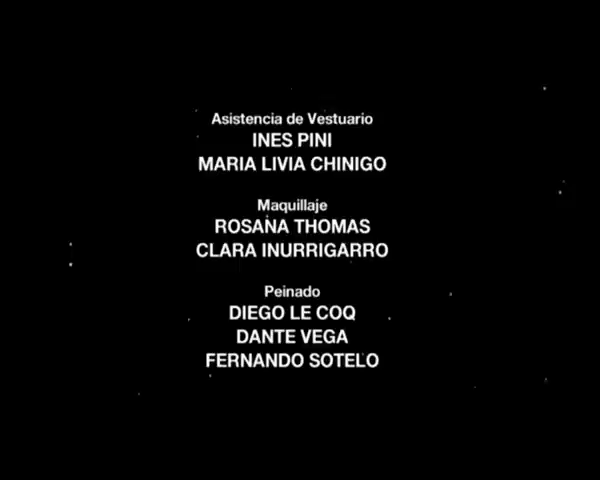 Asistencia de Vestuario
INES PINI
MARIA LIVIA CHINIGO
Maquillaje
ROSANA THOMAS
CLARA INURRIGARRO
Peinado
DIEGO LE COQ
DANTE VEGA
FERNANDO SOTELO